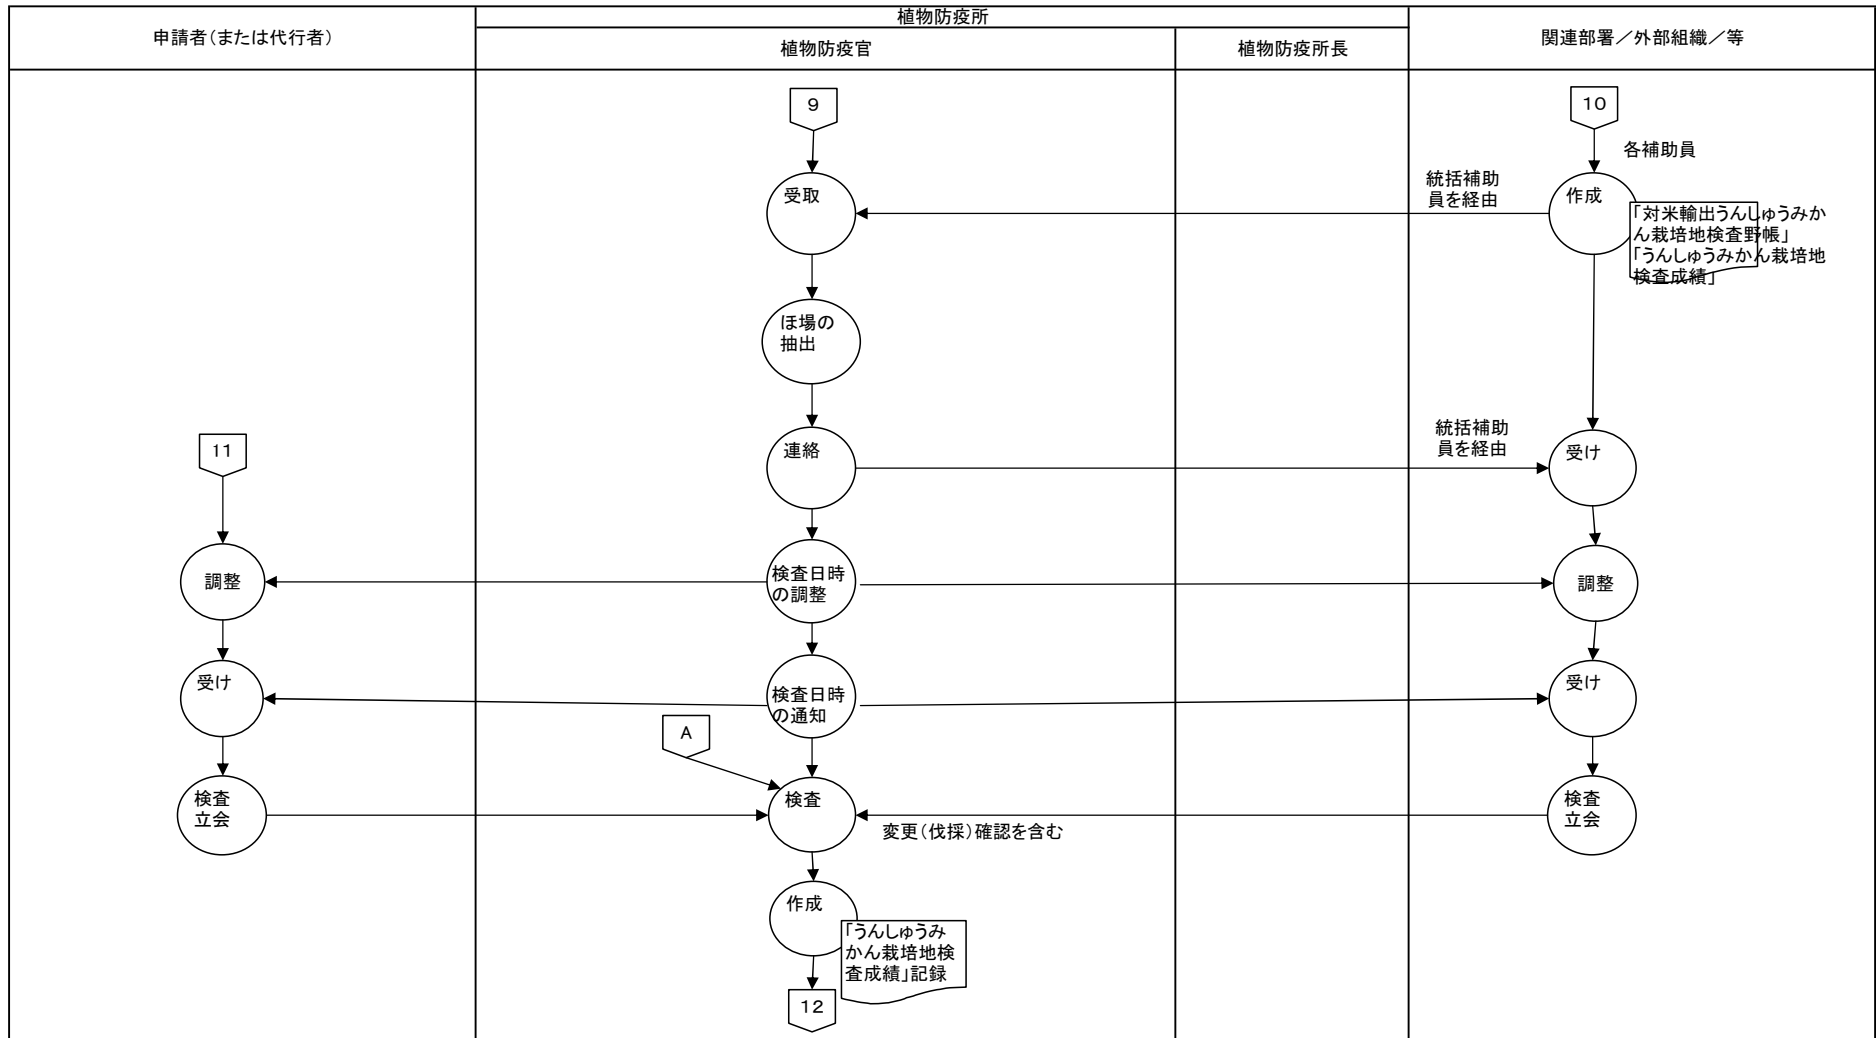 植物防疫所
申請者（または代行者）
植物防疫官
植物防疫所長
関連部署／外部組織／等
9
10
各補助員
受取
統括補助
員を経由
作成
「対米輸出うんしゅうみか
ん栽培地検査野帳」
「うんしゅうみかん栽培地
検査成績」
ほ場の
抽出
11
連絡
統括補助
員を経由
受け
調整
検査日時
の調整
調整
受け
検査日時
の通知
受け
A
検査
立会
検査
変更（伐採）確認を含む
検査
立会
作成
「うんしゅうみ
かん栽培地検
査成績」記録
12